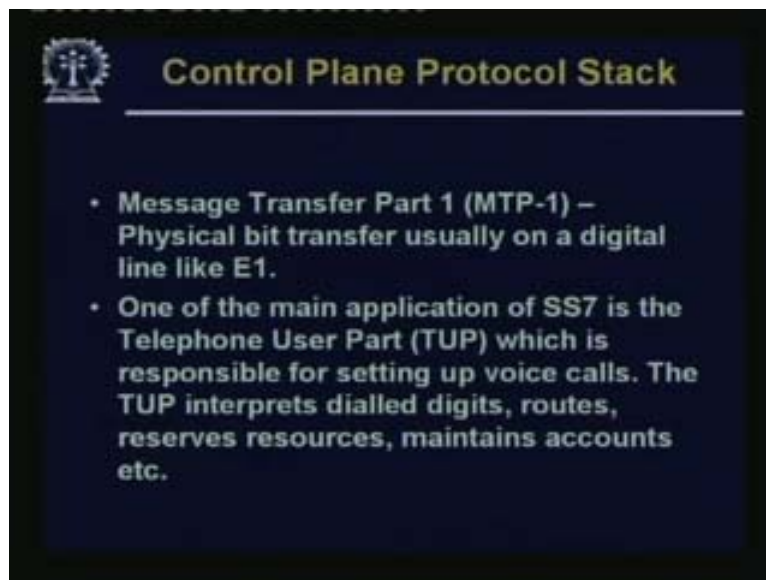 Control Plane Protocol Stack
• Message Transfer Part 1 (MTP-1) –
Physical bit transfer usually on a digital
line like E1.
• One of the main application of SS7 is the
Telephone User Part (TUP) which is
responsible for setting up voice calls. The
TUP interprets dialled digits, routes,
reserves resources, maintains accounts
etc.